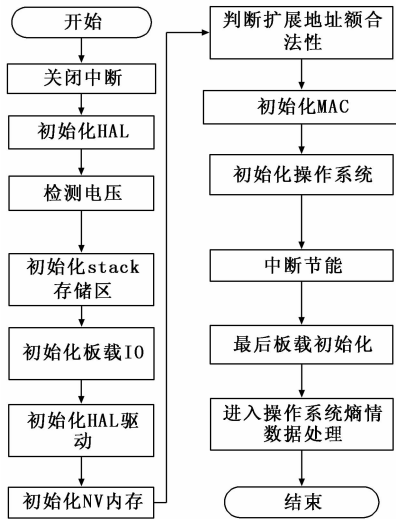 开始
关闭中断
初始化HAL
检测电压
初始化stack
存储区
初始化板载IO
初始化HAL驱
动
初始化NV内存
判断扩展地址额合
法性
初始化MAC
初始化操作系统
中断节能
最后板载初始化
进入操作系统熵情
数据处理
结束